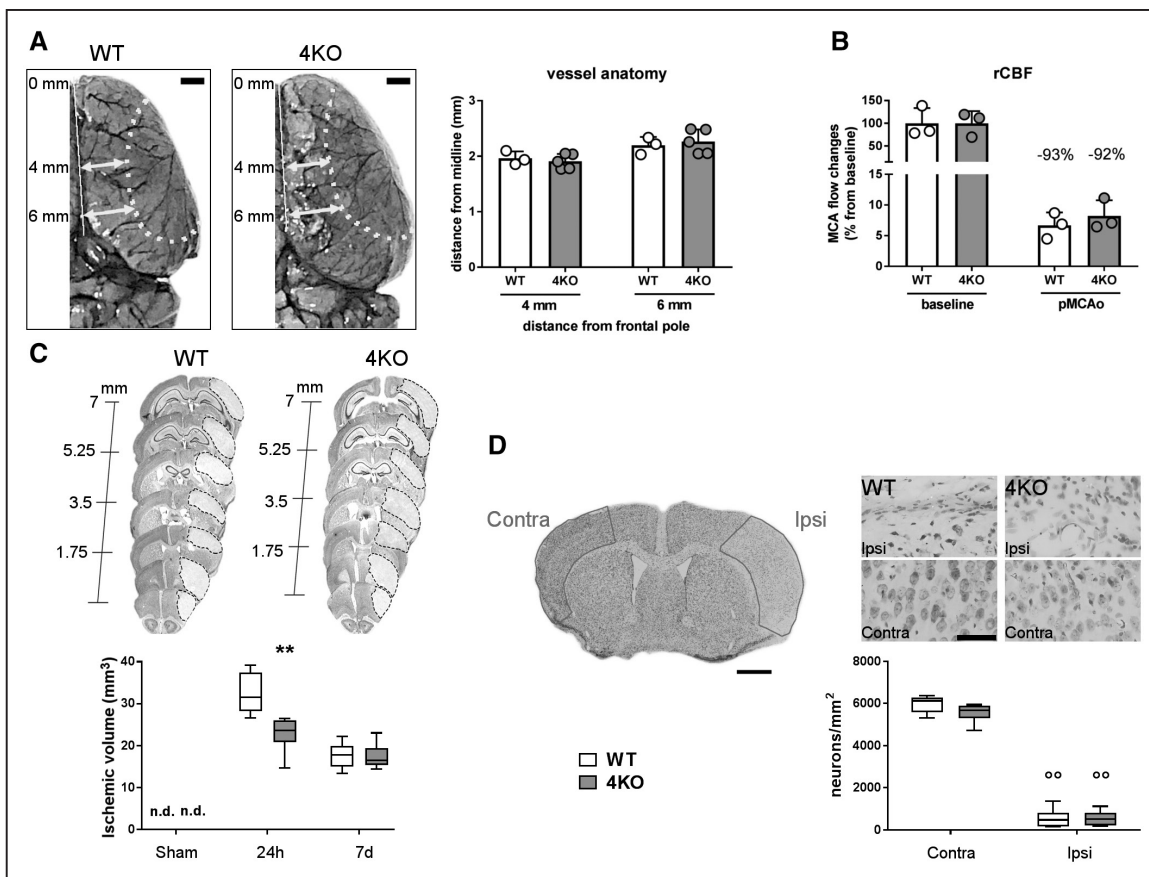 A
WT
4KO
0 mm
4 mm
6 mm
0 mm
4 mm
6 mm
vessel anatomy
distance from midline (mm)
3
2
1
0
WT
4KO
WT
4KO
4 mm
6 mm
distance from frontal pole
B
rCBF
MCA flow changes
(% from baseline)
150
100
50
15
10
5
0
-93%
-92%
WT
4KO
WT
4KO
baseline
pMCAo
C
WT
4KO
mm
7
5.25
3.5
1.75
mm
7
5.25
3.5
1.75
Ischemic volume (mm³)
40
30
20
10
0
**
n.d. n.d.
Sham
24h
7d
D
Contra
Ipsi
WT
4KO
WT
Ipsi
4KO
Ipsi
Contra
Contra
neurons/mm²
8000
6000
4000
2000
0
°°
°°
Contra
Ipsi